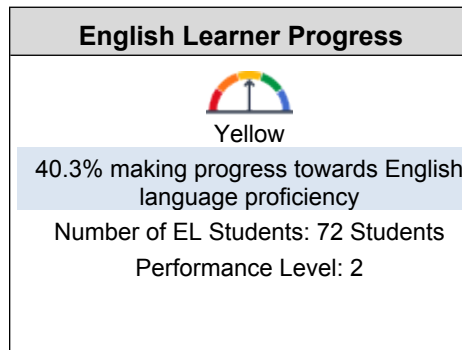 English Learner Progress
Yellow
40.3% making progress towards English
language proficiency
Number of EL Students: 72 Students
Performance Level: 2